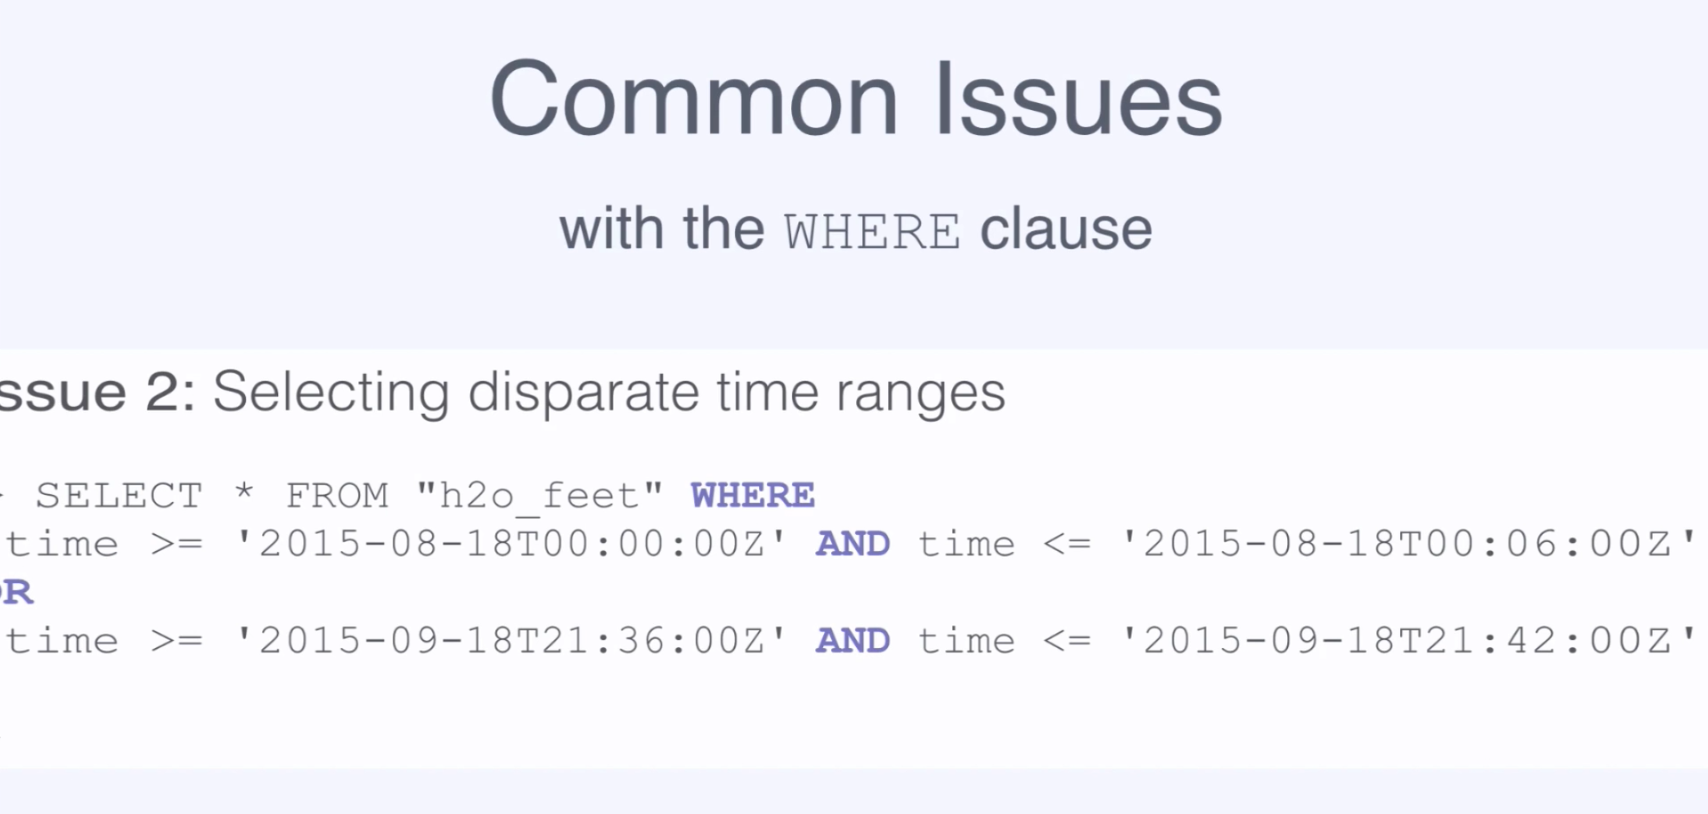 Common Issues
with the WHERE clause
ssue 2: Selecting disparate time ranges
> SELECT * FROM "h2o_feet" WHERE
time >= '2015-08-18T00:00:00Z' AND time <= '2015-08-18T00:06:00Z'
OR
time >= '2015-09-18T21:36:00Z' AND time <= '2015-09-18T21:42:00Z'